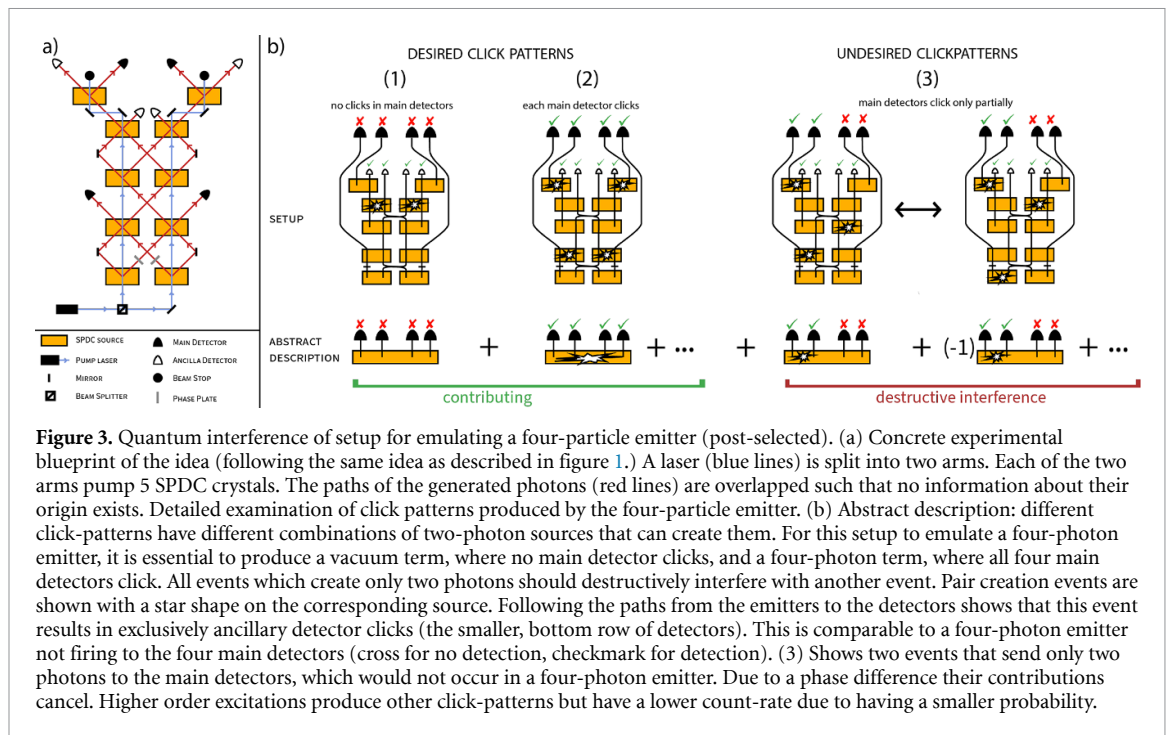 a)
b)
DESIRED CLICK PATTERNS
UNDESIRED CLICKPATTERNS
(1)
(2)
(3)
no clicks in main detectors
each main detector clicks
main detectors click only partially
SETUP
ABSTRACT
DESCRIPTION
+
+ ...
+
+ (-1)
+ ...
contributing
destructive interference
SPDC SOURCE
MAIN DETECTOR
PUMP LASER
ANCILLA DETECTOR
MIRROR
BEAM STOP
BEAM SPLITTER
PHASE PLATE
Figure 3. Quantum interference of setup for emulating a four-particle emitter (post-selected). (a) Concrete experimental
blueprint of the idea (following the same idea as described in figure 1.) A laser (blue lines) is split into two arms. Each of the two
arms pump 5 SPDC crystals. The paths of the generated photons (red lines) are overlapped such that no information about their
origin exists. Detailed examination of click patterns produced by the four-particle emitter. (b) Abstract description: different
click-patterns have different combinations of two-photon sources that can create them. For this setup to emulate a four-photon
emitter, it is essential to produce a vacuum term, where no main detector clicks, and a four-photon term, where all four main
detectors click. All events which create only two photons should destructively interfere with another event. Pair creation events are
shown with a star shape on the corresponding source. Following the paths from the emitters to the detectors shows that this event
results in exclusively ancillary detector clicks (the smaller, bottom row of detectors). This is comparable to a four-photon emitter
not firing to the four main detectors (cross for no detection, checkmark for detection). (3) Shows two events that send only two
photons to the main detectors, which would not occur in a four-photon emitter. Due to a phase difference their contributions
cancel. Higher order excitations produce other click-patterns but have a lower count-rate due to having a smaller probability.